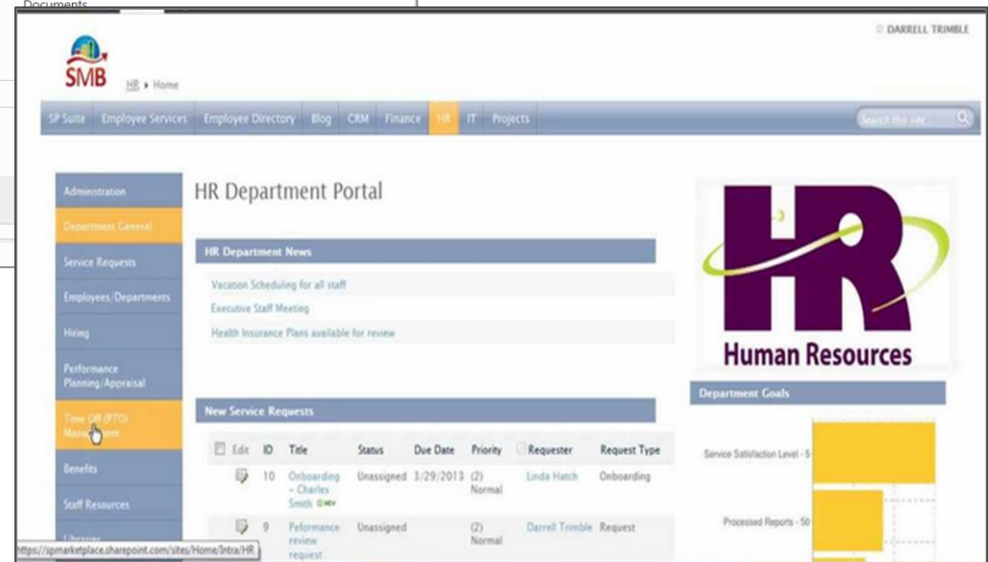 Documents
DARRELL TRIMBLE
SMB
HR ▸ Home
SP Suite Employee Services Employee Directory Blog CRM Finance HR IT Projects
Search this site
Administration
Department General
Service Requests
Employees/Departments
Hiring
Performance
Planning/Appraisal
Time Off (PTO)
Management
Benefits
Staff Resources
Libraries
HR Department Portal
HR Department News
Vacation Scheduling for all staff
Executive Staff Meeting
Health Insurance Plans available for review
New Service Requests
Edit ID Title Status Due Date Priority Requester Request Type
10 Onboarding Unassigned 3/29/2013 (2) Linda Hatch Onboarding
– Charles Normal
Smith NEW
9 Peformance Unassigned (2) Darrell Trimble Request
review Normal
request
HR
Human Resources
Department Goals
Service Satisfaction Level - 5
Processed Reports - 50
https://spmarketplace.sharepoint.com/sites/Home/Intra/HR